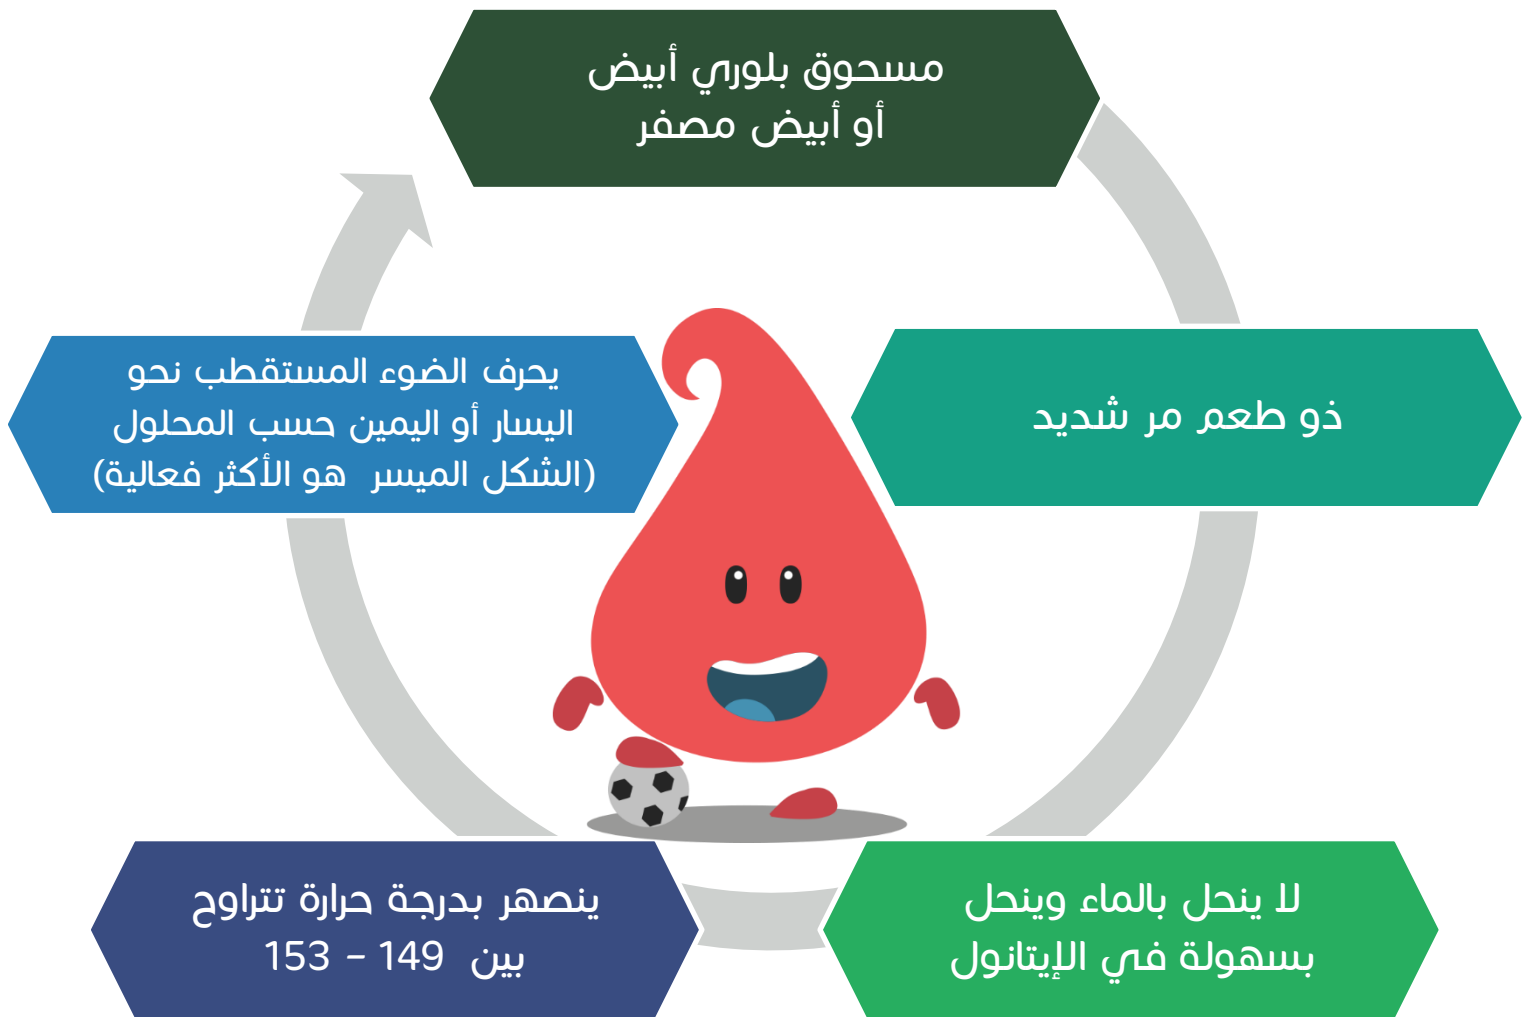 مسحوق بلوري أبيض
أو أبيض مصفر
ذو طعم مر شديد
لا ينحل بالماء وينحل
بسهولة في الإيتانول
ينصهر بدرجة حرارة تتراوح
بين 149 - 153
يحرف الضوء المستقطب نحو
اليسار أو اليمين حسب المحلول
(الشكل الميسر هو الأكثر فعالية)